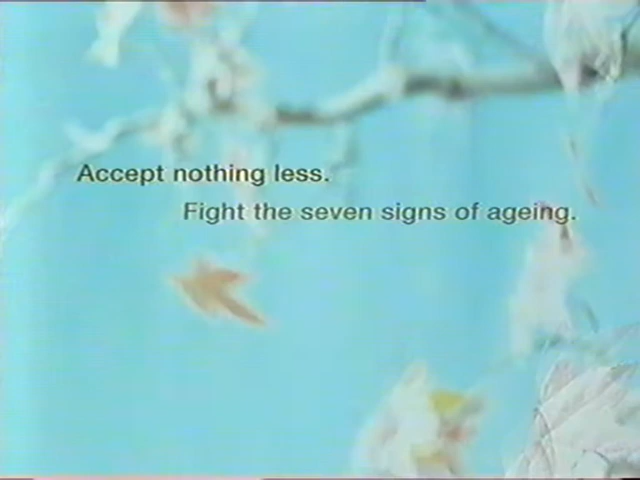 Accept nothing less.
Fight the seven signs of ageing.